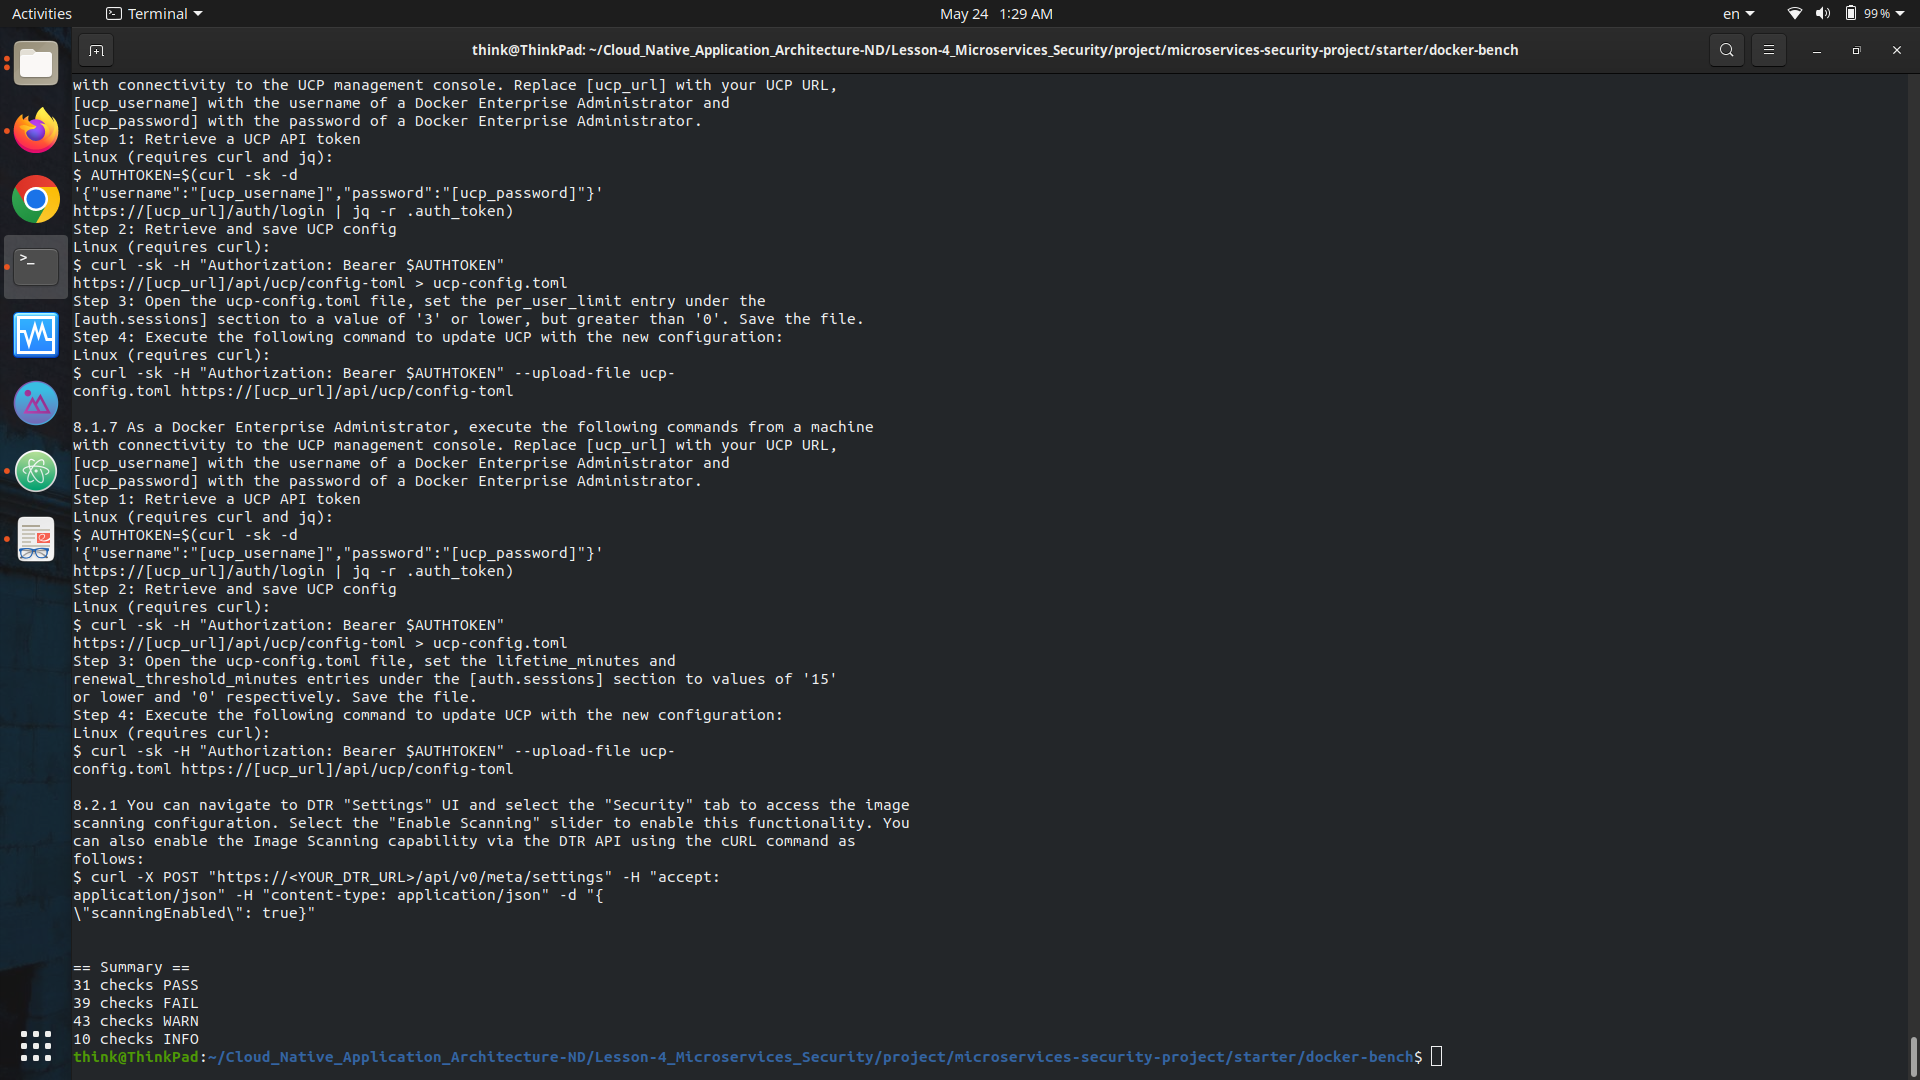 Activities
Terminal
May 24 1:29 AM
en
99 %
think@ThinkPad: ~/Cloud_Native_Application_Architecture-ND/Lesson-4_Microservices_Security/project/microservices-security-project/starter/docker-bench
with connectivity to the UCP management console. Replace [ucp_url] with your UCP URL,
[ucp_username] with the username of a Docker Enterprise Administrator and
[ucp_password] with the password of a Docker Enterprise Administrator.
Step 1: Retrieve a UCP API token
Linux (requires curl and jq):
$ AUTHTOKEN=$(curl -sk -d
'{"username":"[ucp_username]","password":"[ucp_password]"}'
https://[ucp_url]/auth/login | jq -r .auth_token)
Step 2: Retrieve and save UCP config
Linux (requires curl):
$ curl -sk -H "Authorization: Bearer $AUTHTOKEN"
https://[ucp_url]/api/ucp/config-toml > ucp-config.toml
Step 3: Open the ucp-config.toml file, set the per_user_limit entry under the
[auth.sessions] section to a value of '3' or lower, but greater than '0'. Save the file.
Step 4: Execute the following command to update UCP with the new configuration:
Linux (requires curl):
$ curl -sk -H "Authorization: Bearer $AUTHTOKEN" --upload-file ucp-
config.toml https://[ucp_url]/api/ucp/config-toml
8.1.7 As a Docker Enterprise Administrator, execute the following commands from a machine
with connectivity to the UCP management console. Replace [ucp_url] with your UCP URL,
[ucp_username] with the username of a Docker Enterprise Administrator and
[ucp_password] with the password of a Docker Enterprise Administrator.
Step 1: Retrieve a UCP API token
Linux (requires curl and jq):
$ AUTHTOKEN=$(curl -sk -d
'{"username":"[ucp_username]","password":"[ucp_password]"}'
https://[ucp_url]/auth/login | jq -r .auth_token)
Step 2: Retrieve and save UCP config
Linux (requires curl):
$ curl -sk -H "Authorization: Bearer $AUTHTOKEN"
https://[ucp_url]/api/ucp/config-toml > ucp-config.toml
Step 3: Open the ucp-config.toml file, set the lifetime_minutes and
renewal_threshold_minutes entries under the [auth.sessions] section to values of '15'
or lower and '0' respectively. Save the file.
Step 4: Execute the following command to update UCP with the new configuration:
Linux (requires curl):
$ curl -sk -H "Authorization: Bearer $AUTHTOKEN" --upload-file ucp-
config.toml https://[ucp_url]/api/ucp/config-toml
8.2.1 You can navigate to DTR "Settings" UI and select the "Security" tab to access the image
scanning configuration. Select the "Enable Scanning" slider to enable this functionality. You
can also enable the Image Scanning capability via the DTR API using the cURL command as
follows:
$ curl -X POST "https://<YOUR_DTR_URL>/api/v0/meta/settings" -H "accept:
application/json" -H "content-type: application/json" -d "{
\"scanningEnabled\": true}"
== Summary ==
31 checks PASS
39 checks FAIL
43 checks WARN
10 checks INFO
think@ThinkPad:~/Cloud_Native_Application_Architecture-ND/Lesson-4_Microservices_Security/project/microservices-security-project/starter/docker-bench$